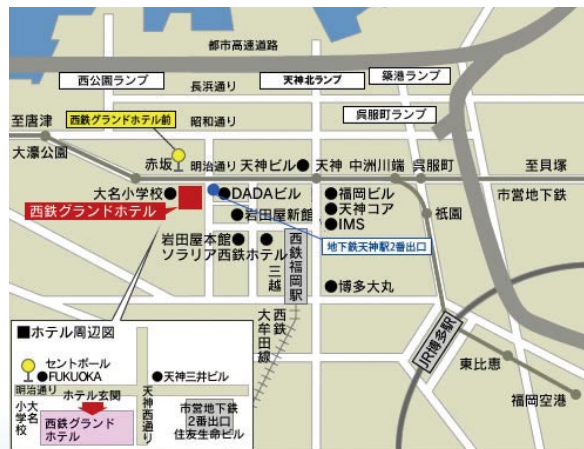 都市高速道路
西公園ランプ
天神北ランプ
築港ランプ
長浜通り
呉服町ランプ
至唐津
西鉄グランドホテル前
昭和通り
大濠公園
赤坂
明治通り
天神ビル
天神
中洲川端
呉服町
至貝塚
市営地下鉄
大名小学校
DADAビル
福岡ビル
西鉄グランドホテル
岩田屋新館
天神コア
IMS
祇園
地下鉄天神駅2番出口
岩田屋本館
ソラリア西鉄ホテル
三越
西鉄福岡駅
博多大丸
西鉄
大牟田線
JR博多駅
東比恵
福岡空港
■ホテル周辺図
セントポール
FUKUOKA
天神三井ビル
明治通り
ホテル玄関
大名
小学校
西鉄グランド
ホテル
天神西通り
市営地下鉄
2番出口
住友生命ビル